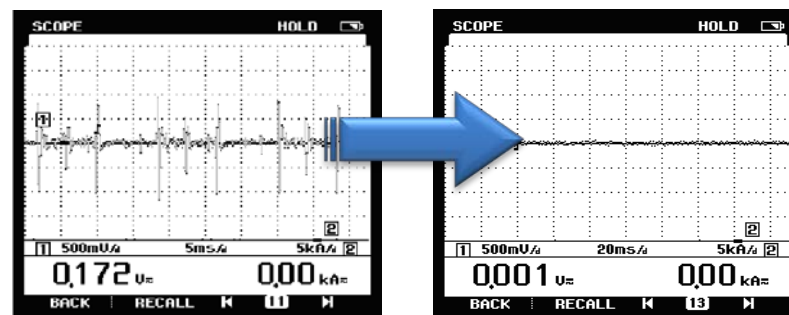 SCOPE HOLD
1
2
1 500mV/d 5ms/d 5kA/d 2
0,172 V≂ 0,00 kA≂
BACK RECALL 11
SCOPE HOLD
2
1 500mV/d 20ms/d 5kA/d 2
0,001 V≂ 0,00 kA≂
BACK RECALL 13